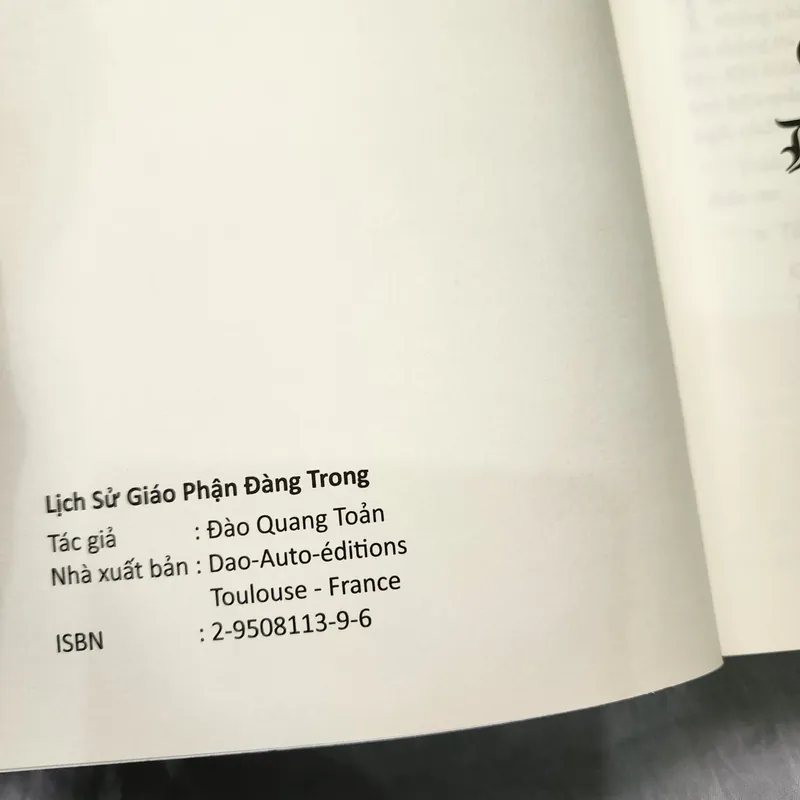 Lịch Sử Giáo Phận Đàng Trong
Tác giả : Đào Quang Toản
Nhà xuất bản : Dao-Auto-éditions
Toulouse - France
ISBN : 2-9508113-9-6